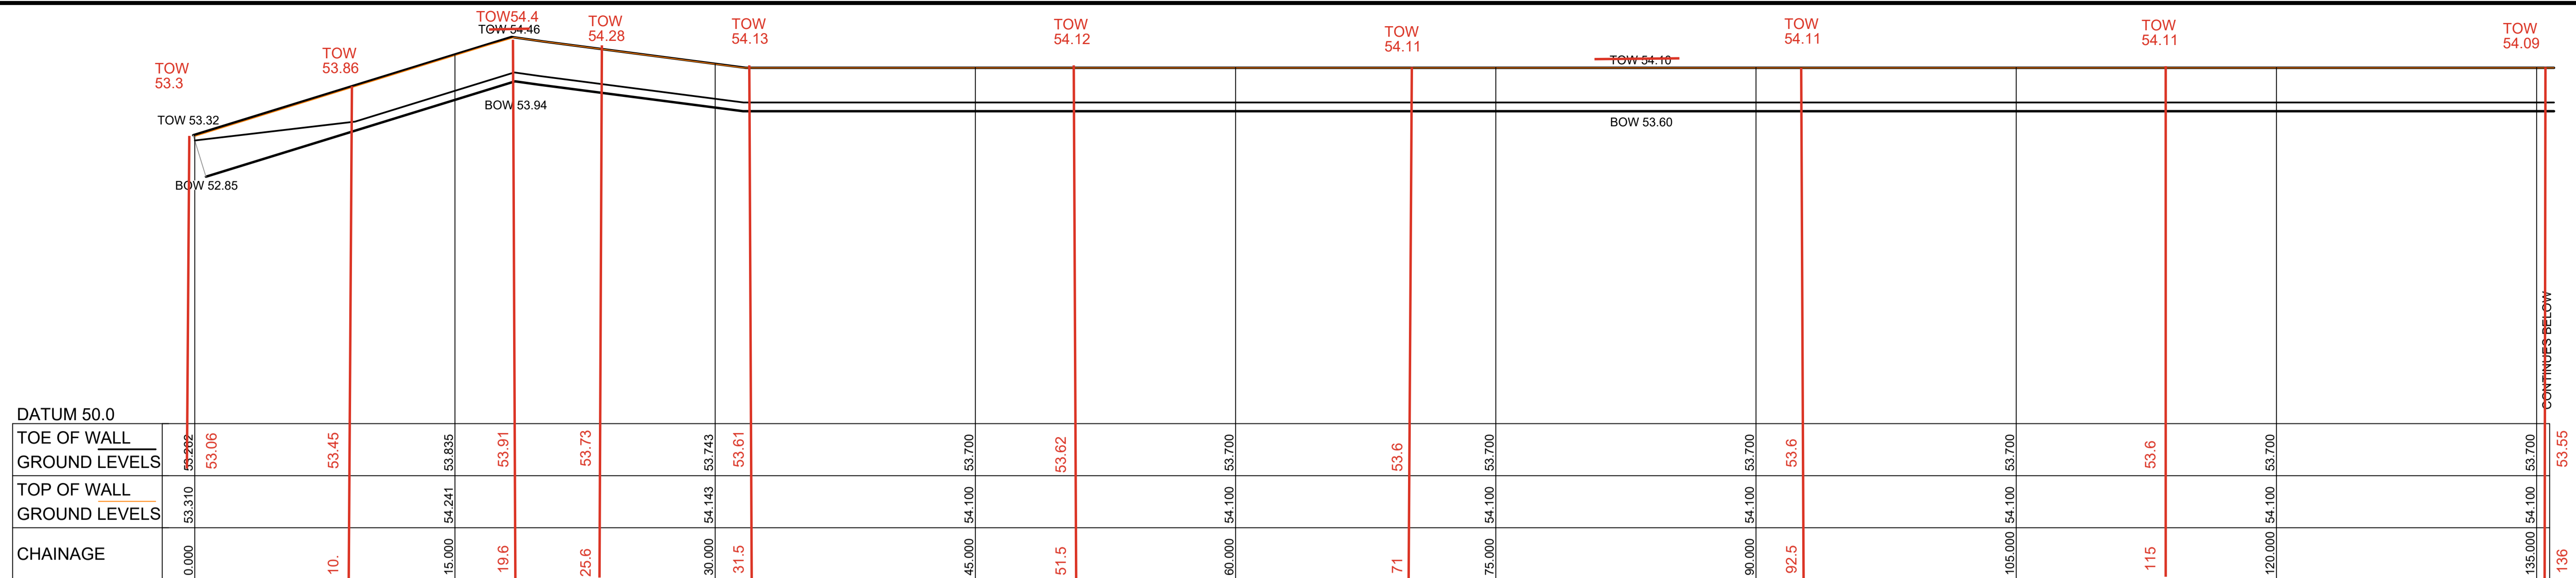 TOW54.4
TOW 54.46
TOW
54.28
TOW
54.13
TOW
54.12
TOW
54.11
TOW
54.11
TOW
54.11
TOW
54.09
TOW
53.86
TOW
53.3
TOW 54.10
TOW 53.32
BOW 53.94
BOW 53.60
BOW 52.85
CONTINUES BELOW
DATUM 50.0
TOE OF WALL
GROUND LEVELS
53.202
53.06
53.45
53.835
53.91
53.73
53.743
53.61
53.700
53.62
53.700
53.6
53.700
53.700
53.6
53.700
53.6
53.700
53.700
53.55
TOP OF WALL
GROUND LEVELS
53.310
54.241
54.143
54.100
54.100
54.100
54.100
54.100
54.100
54.100
CHAINAGE
0.000
10.
15.000
19.6
25.6
30.000
31.5
45.000
51.5
60.000
71
75.000
90.000
92.5
105.000
115
120.000
135.000
136